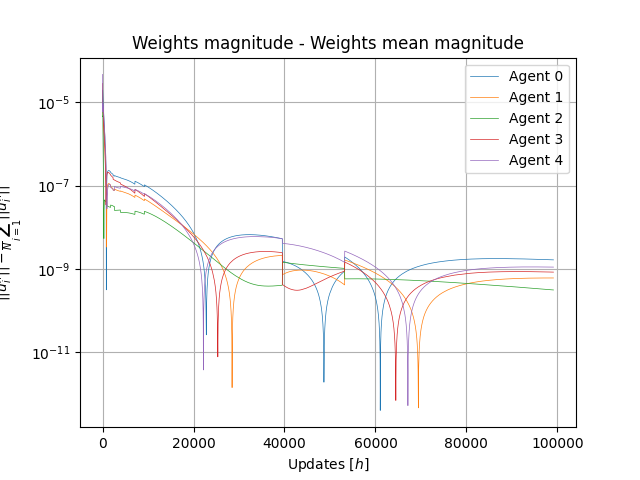 Weights magnitude - Weights mean magnitude
Agent 0
Agent 1
Agent 2
Agent 3
Agent 4
10⁻⁵
10⁻⁷
10⁻⁹
10⁻¹¹
0 20000 40000 60000 80000 100000
Updates [h]